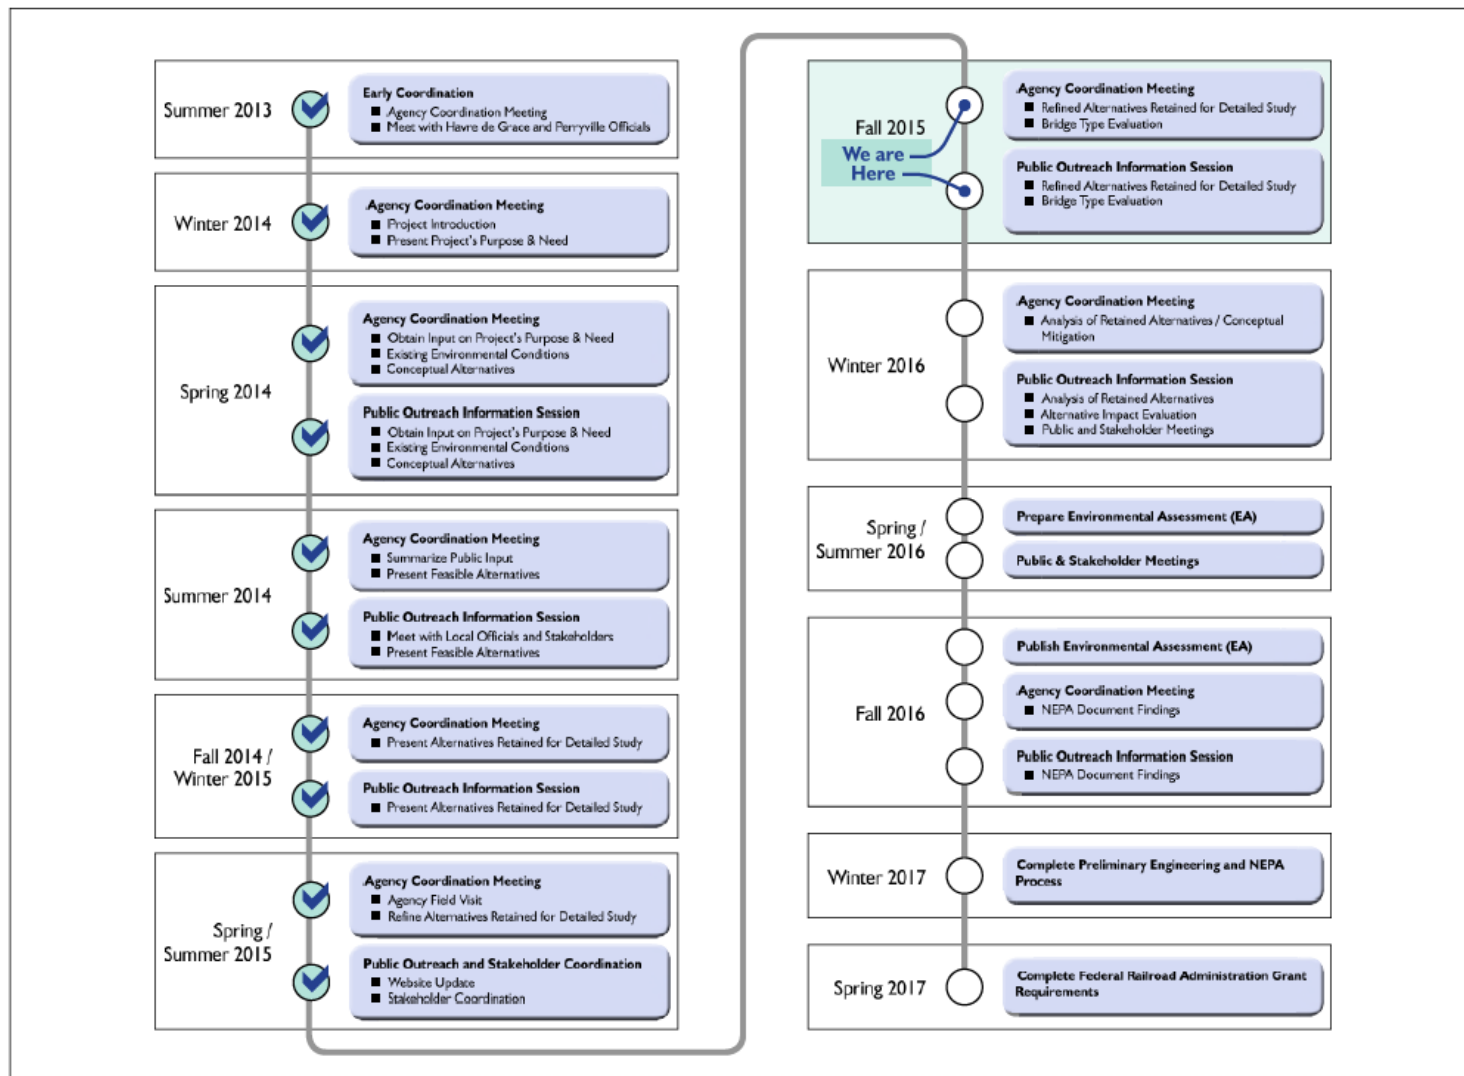 Summer 2013
Early Coordination
Agency Coordination Meeting
Meet with Havre de Grace and Perryville Officials
Winter 2014
Agency Coordination Meeting
Project Introduction
Present Project's Purpose & Need
Spring 2014
Agency Coordination Meeting
Obtain Input on Project's Purpose & Need
Existing Environmental Conditions
Conceptual Alternatives
Public Outreach Information Session
Obtain Input on Project's Purpose & Need
Existing Environmental Conditions
Conceptual Alternatives
Summer 2014
Agency Coordination Meeting
Summarize Public Input
Present Feasible Alternatives
Public Outreach Information Session
Meet with Local Officials and Stakeholders
Present Feasible Alternatives
Fall 2014 /
Winter 2015
Agency Coordination Meeting
Present Alternatives Retained for Detailed Study
Public Outreach Information Session
Present Alternatives Retained for Detailed Study
Spring /
Summer 2015
Agency Coordination Meeting
Agency Field Visit
Refine Alternatives Retained for Detailed Study
Public Outreach and Stakeholder Coordination
Website Update
Stakeholder Coordination
Fall 2015
We are
Here
Agency Coordination Meeting
Refined Alternatives Retained for Detailed Study
Bridge Type Evaluation
Public Outreach Information Session
Refined Alternatives Retained for Detailed Study
Bridge Type Evaluation
Winter 2016
Agency Coordination Meeting
Analysis of Retained Alternatives / Conceptual
Mitigation
Public Outreach Information Session
Analysis of Retained Alternatives
Alternative Impact Evaluation
Public and Stakeholder Meetings
Spring /
Summer 2016
Prepare Environmental Assessment (EA)
Public & Stakeholder Meetings
Fall 2016
Publish Environmental Assessment (EA)
Agency Coordination Meeting
NEPA Document Findings
Public Outreach Information Session
NEPA Document Findings
Winter 2017
Complete Preliminary Engineering and NEPA
Process
Spring 2017
Complete Federal Railroad Administration Grant
Requirements